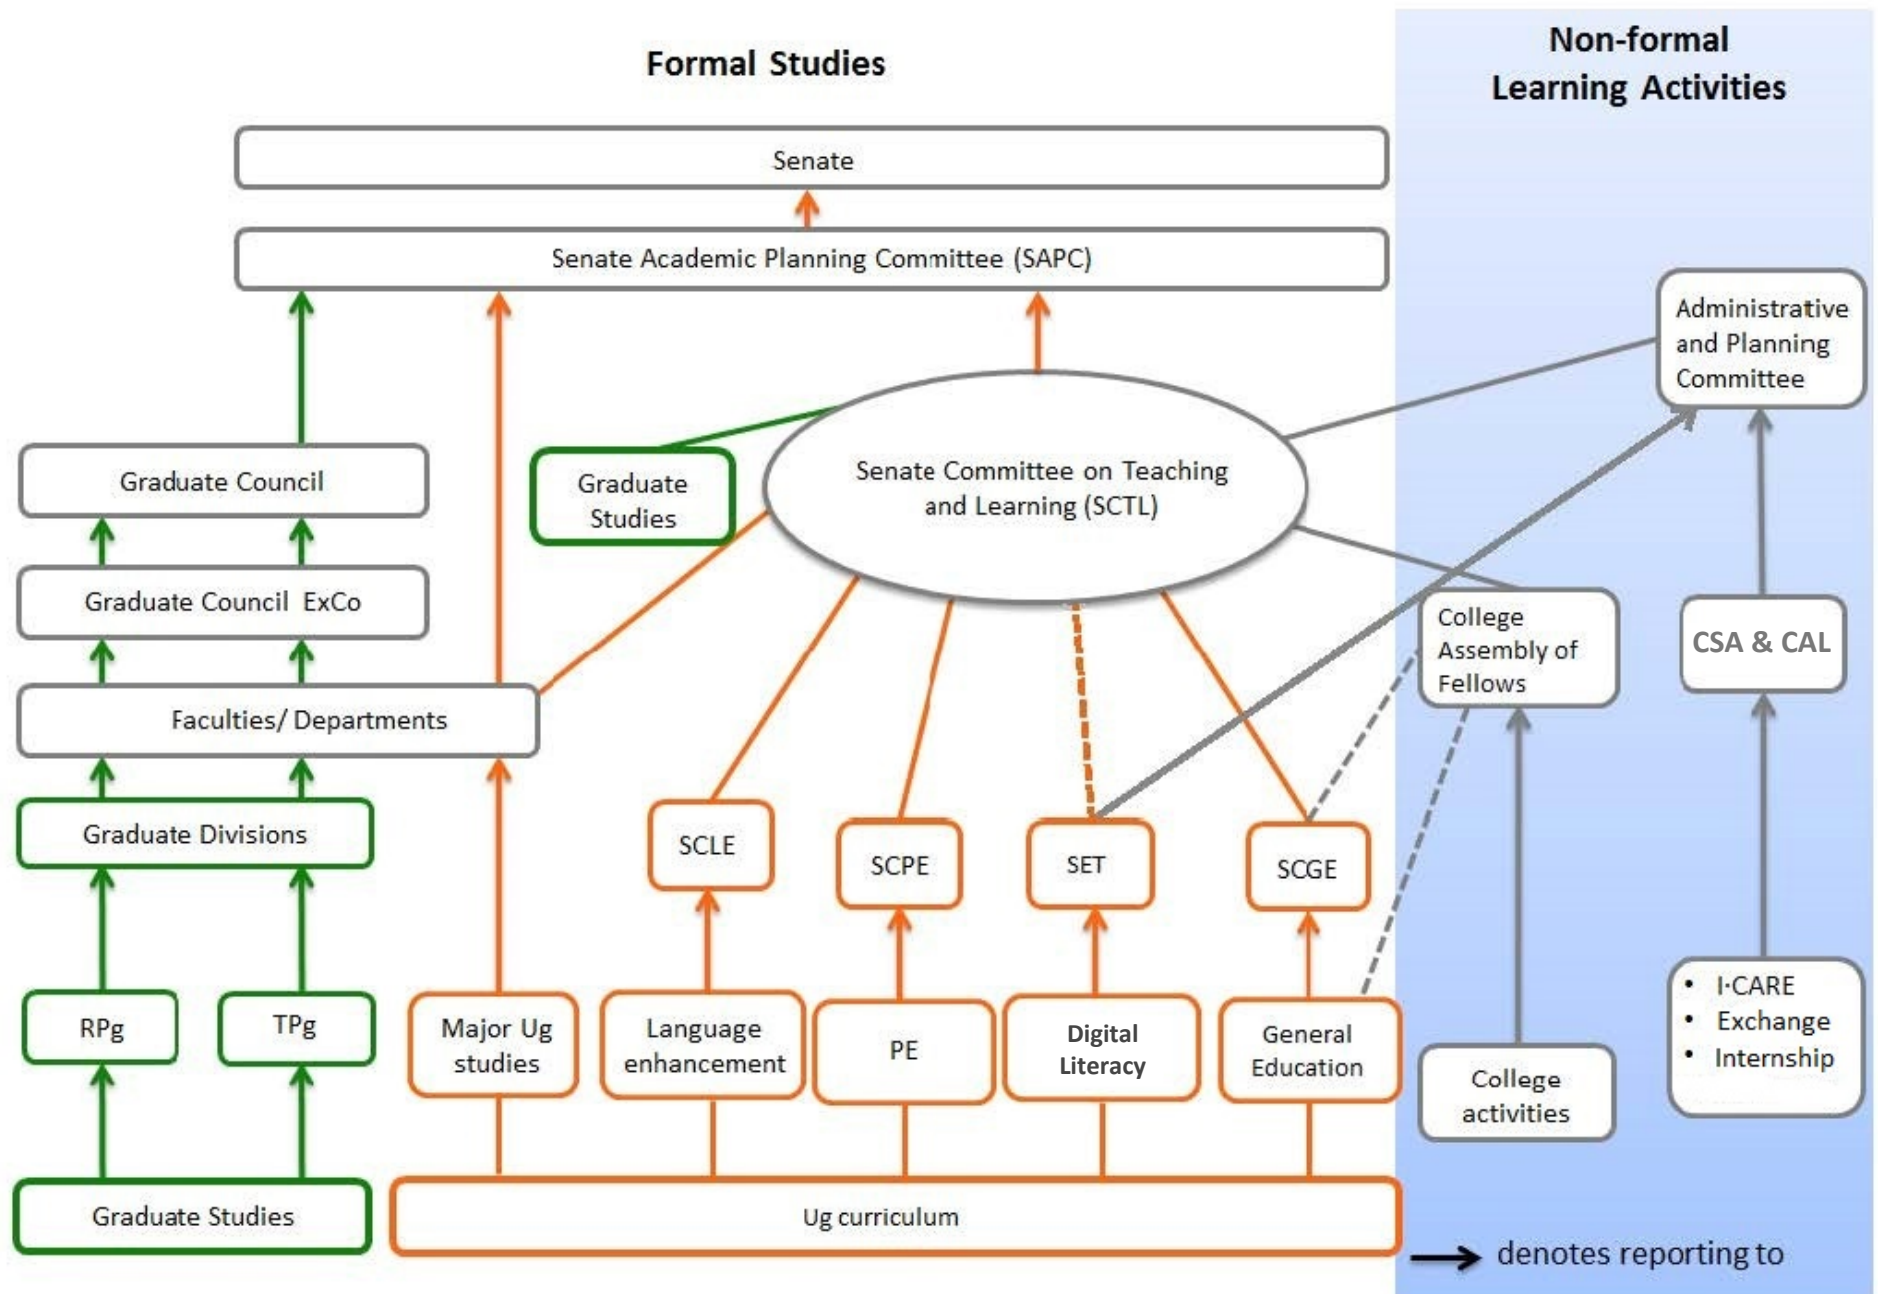 Formal Studies
Non-formal
Learning Activities
Senate
Senate Academic Planning Committee (SAPC)
Administrative
and Planning
Committee
Graduate Council
Graduate
Studies
Senate Committee on Teaching
and Learning (SCTL)
Graduate Council ExCo
College
Assembly of
Fellows
CSA & CAL
Faculties/ Departments
Graduate Divisions
SCLE
SCPE
SET
SCGE
RPg
TPg
Major Ug
studies
Language
enhancement
PE
Digital
Literacy
General
Education
College
activities
• I·CARE
• Exchange
• Internship
Graduate Studies
Ug curriculum
denotes reporting to